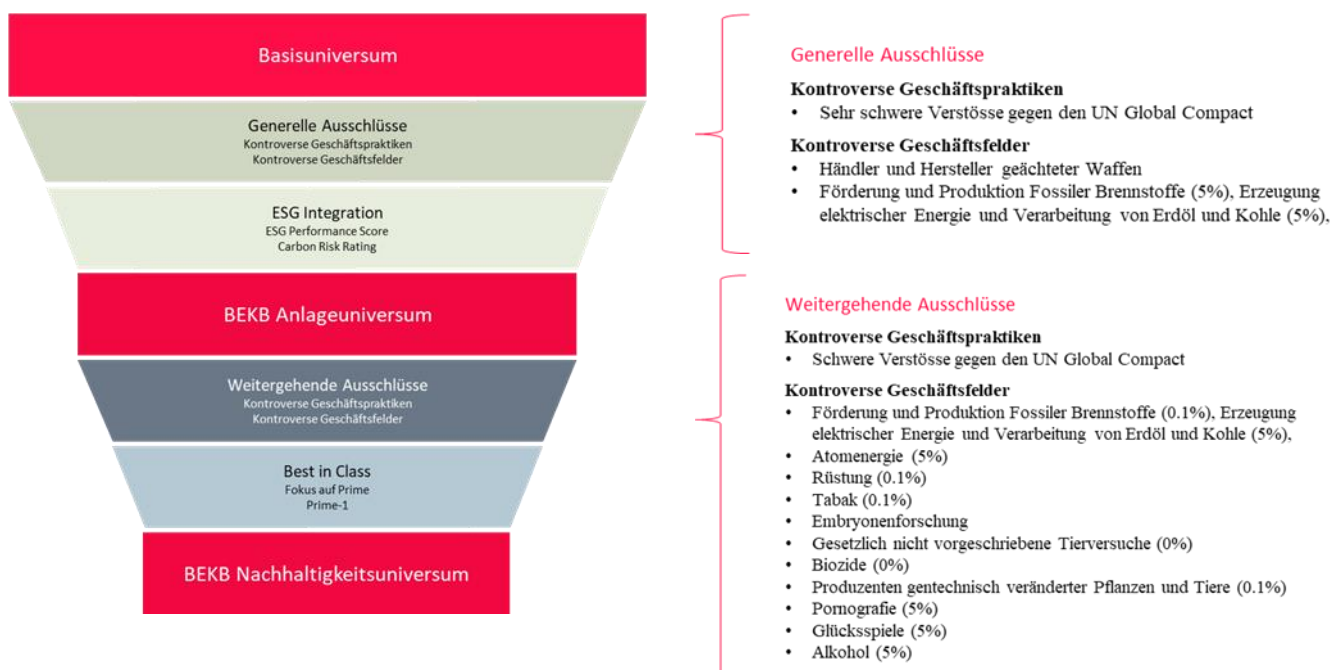 Basisuniversum
Generelle Ausschlüsse
Kontroverse Geschäftspraktiken
Kontroverse Geschäftsfelder
ESG Integration
ESG Performance Score
Carbon Risk Rating
BEKB Anlageuniversum
Weitergehende Ausschlüsse
Kontroverse Geschäftspraktiken
Kontroverse Geschäftsfelder
Best in Class
Fokus auf Prime
Prime-1
BEKB Nachhaltigkeitsuniversum
Generelle Ausschlüsse
Kontroverse Geschäftspraktiken
• Sehr schwere Verstösse gegen den UN Global Compact
Kontroverse Geschäftsfelder
• Händler und Hersteller geächteter Waffen
• Förderung und Produktion Fossiler Brennstoffe (5%), Erzeugung
elektrischer Energie und Verarbeitung von Erdöl und Kohle (5%),
Weitergehende Ausschlüsse
Kontroverse Geschäftspraktiken
• Schwere Verstösse gegen den UN Global Compact
Kontroverse Geschäftsfelder
• Förderung und Produktion Fossiler Brennstoffe (0.1%), Erzeugung
elektrischer Energie und Verarbeitung von Erdöl und Kohle (5%),
• Atomenergie (5%)
• Rüstung (0.1%)
• Tabak (0.1%)
• Embryonenforschung
• Gesetzlich nicht vorgeschriebene Tierversuche (0%)
• Biozide (0%)
• Produzenten gentechnisch veränderter Pflanzen und Tiere (0.1%)
• Pornografie (5%)
• Glücksspiele (5%)
• Alkohol (5%)